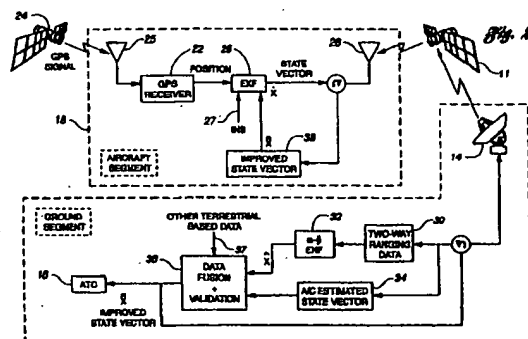 24
GPS
SIGNAL
25
22
GPS
RECEIVER
POSITION
26
EKF
27
INS
STATE
VECTOR
28
11
Fig.
18
AIRCRAFT
SEGMENT
IMPROVED
STATE VECTOR
14
GROUND
SEGMENT
OTHER TERRESTRIAL
BASED DATA
37
36
DATA
FUSION
+
VALIDATION
32
EKF
30
TWO-WAY
RANGING
DATA
34
A/C ESTIMATED
STATE VECTOR
16
ATC
IMPROVED
STATE VECTOR